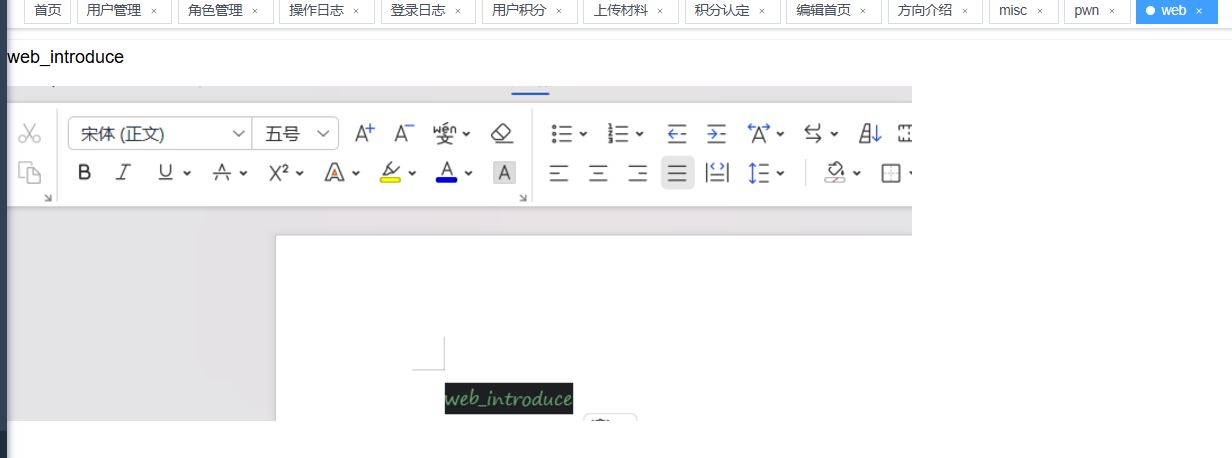 首页 用户管理 × 角色管理 × 操作日志 × 登录日志 × 用户积分 × 上传材料 × 积分认定 × 编辑首页 × 方向介绍 × misc × pwn × web ×
web_introduce
宋体 (正文) 五号 A+ A- wén 变 A
B I U A X² A A A
web_introduce